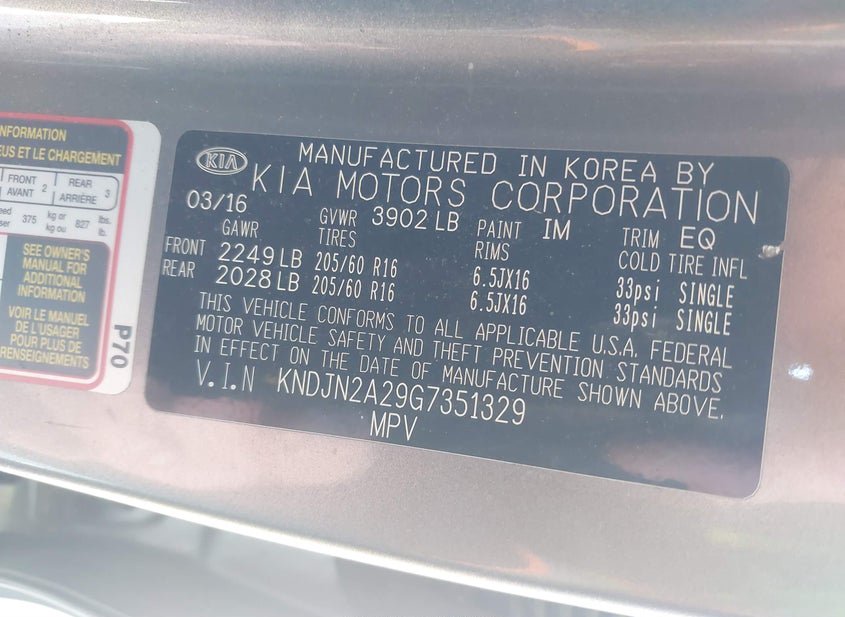 NFORMATION
EUS ET LE CHARGEMENT
FRONT 2 REAR 3
AVANT ARRIÈRE
375 kg or 827 lbs.
kg ou lb.
SEE OWNER'S
MANUAL FOR
ADDITIONAL
INFORMATION
VOIR LE MANUEL
DE L'USAGER
POUR PLUS DE
RENSEIGNEMENTS
P70
KIA MANUFACTURED IN KOREA BY
KIA MOTORS CORPORATION
03/16 GVWR 3902 LB PAINT IM TRIM EQ
GAWR TIRES RIMS COLD TIRE INFL
FRONT 2249 LB 205/60 R16 6.5JX16 33psi SINGLE
REAR 2028 LB 205/60 R16 6.5JX16 33psi SINGLE
THIS VEHICLE CONFORMS TO ALL APPLICABLE U.S.A. FEDERAL
MOTOR VEHICLE SAFETY AND THEFT PREVENTION STANDARDS
IN EFFECT ON THE DATE OF MANUFACTURE SHOWN ABOVE.
V.I.N KNDJN2A29G7351329
MPV